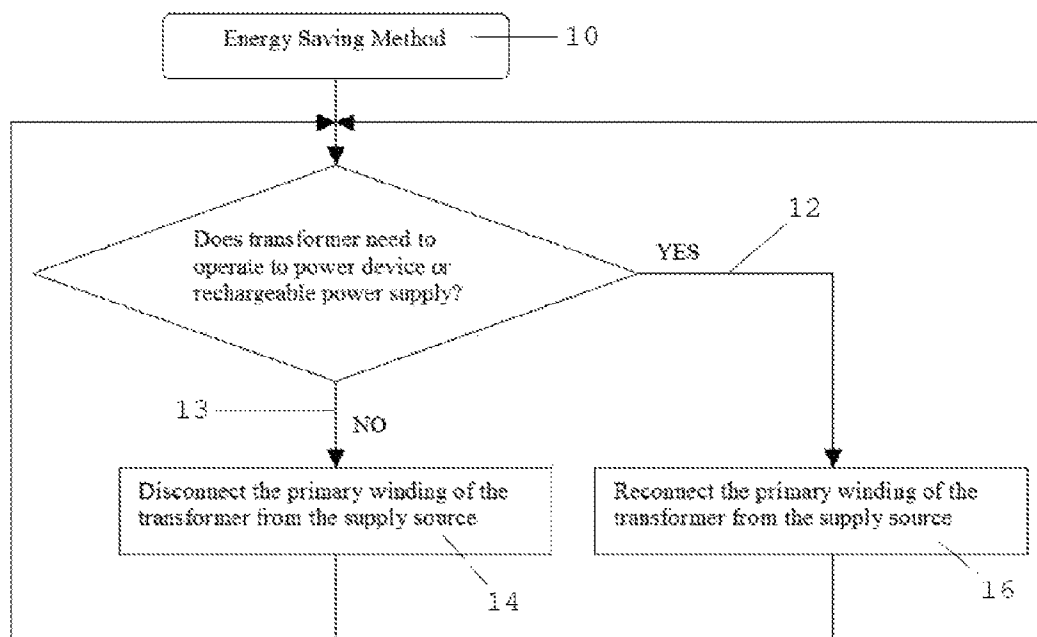 Energy Saving Method
10
Does transformer need to
operate to power device or
rechargeable power supply?
YES
12
13
NO
Disconnect the primary winding of the
transformer from the supply source
14
Reconnect the primary winding of the
transformer from the supply source
16